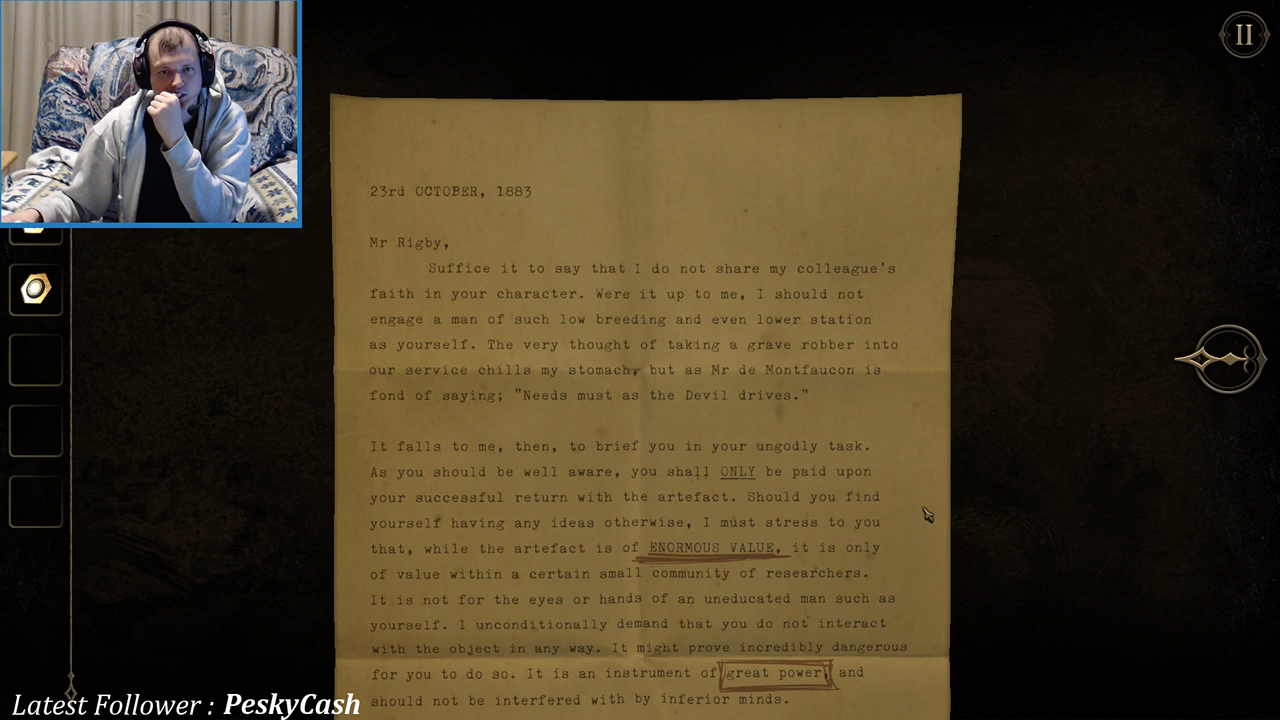 23rd OCTOBER, 1883
Mr Rigby,
Suffice it to say that I do not share my colleague's
faith in your character. Were it up to me, I should not
engage a man of such low breeding and even lower station
as yourself. The very thought of taking a grave robber into
our service chills my stomach, but as Mr de Montfaucon is
fond of saying; "Needs must as the Devil drives."
It falls to me, then, to brief you in your ungodly task.
As you should be well aware, you shall ONLY be paid upon
your successful return with the artefact. Should you find
yourself having any ideas otherwise, I must stress to you
that, while the artefact is of ENORMOUS VALUE, it is only
of value within a certain small community of researchers.
It is not for the eyes or hands of an uneducated man such as
yourself. I unconditionally demand that you do not interact
with the object in any way. It might prove incredibly dangerous
for you to do so. It is an instrument of great power, and
should not be interfered with by inferior minds.
Latest Follower : PeskyCash